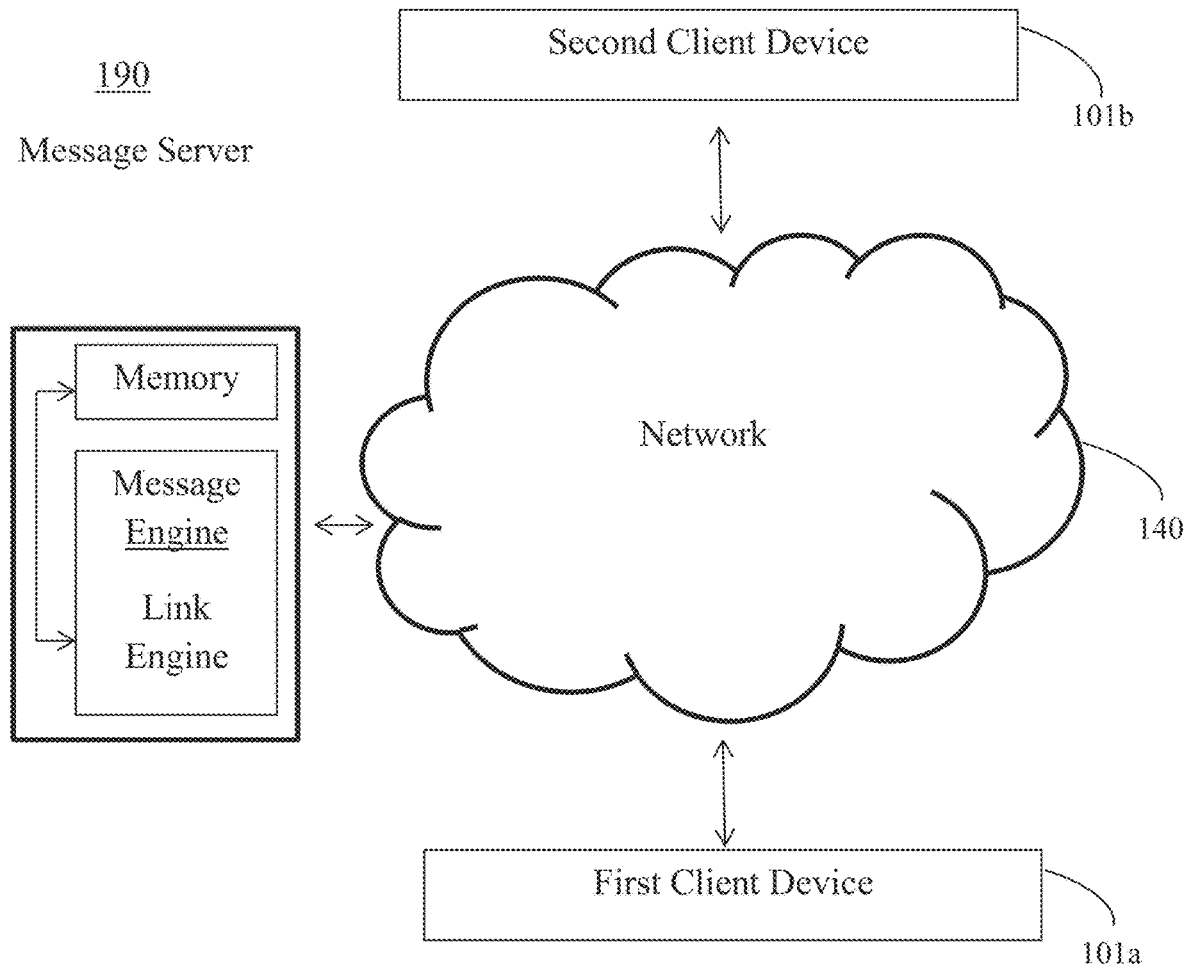 190
Message Server
Second Client Device
101b
Memory
Message
Engine
Link
Engine
Network
140
First Client Device
101a